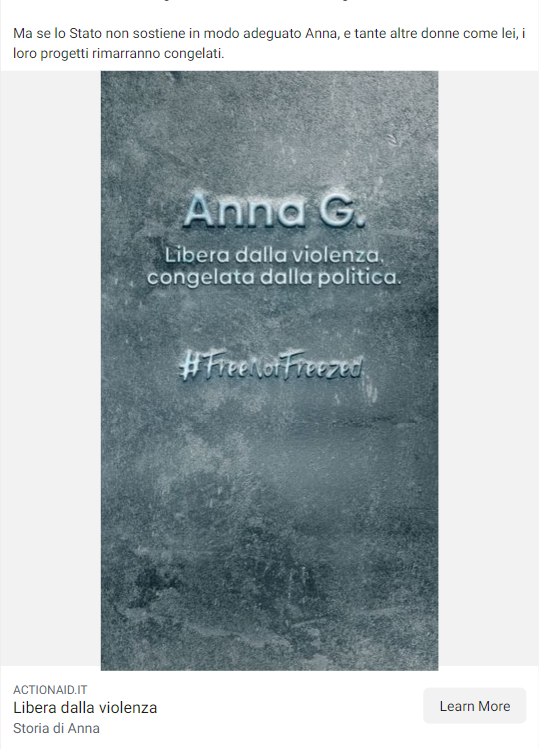 Ma se lo Stato non sostiene in modo adeguato Anna, e tante altre donne come lei, i
loro progetti rimarranno congelati.
Anna G.
Libera dalla violenza,
congelata dalla politica.
#FreeNotFreezed
ACTIONAID.IT
Libera dalla violenza
Storia di Anna
Learn More